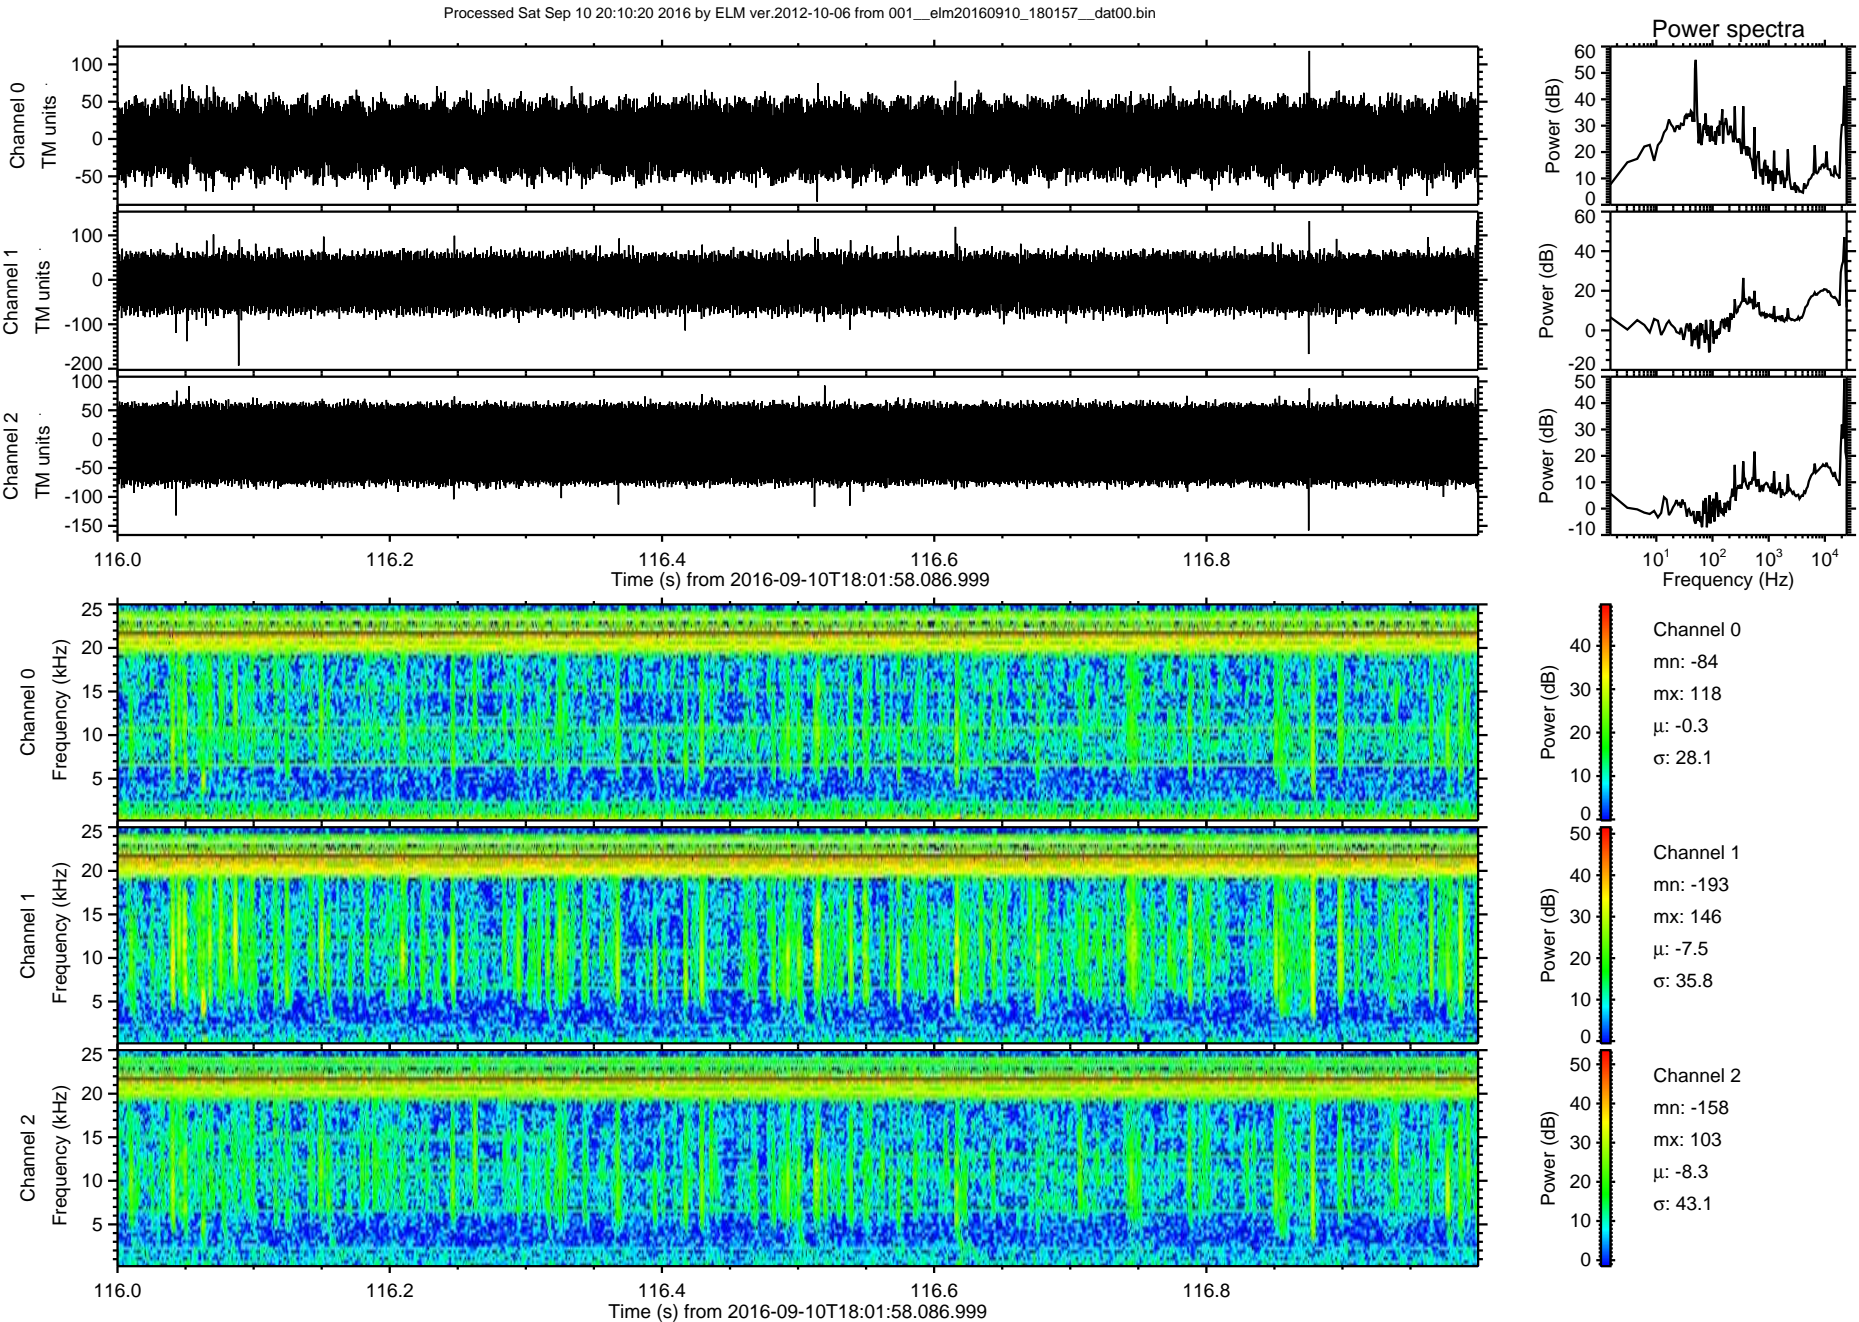 Processed Sat Sep 10 20:10:20 2016 by ELM ver.2012-10-06 from 001__elm20160910_180157__dat00.bin
Power spectra
Channel 0
TM units
100
50
0
-50
Power (dB)
60
50
40
30
20
10
0
Channel 1
TM units
100
0
-100
-200
Power (dB)
60
40
20
0
-20
Channel 2
TM units
100
50
0
-50
-100
-150
Power (dB)
50
40
30
20
10
0
-10
116.0 116.2 116.4 116.6 116.8
Time (s) from 2016-09-10T18:01:58.086.999
10^1 10^2 10^3 10^4
Frequency (Hz)
Channel 0
Frequency (kHz)
25
20
15
10
5
Power (dB)
40
30
20
10
0
Channel 0
mn: -84
mx: 118
μ: -0.3
σ: 28.1
Channel 1
Frequency (kHz)
25
20
15
10
5
Power (dB)
50
40
30
20
10
0
Channel 1
mn: -193
mx: 146
μ: -7.5
σ: 35.8
Channel 2
Frequency (kHz)
25
20
15
10
5
Power (dB)
50
40
30
20
10
0
Channel 2
mn: -158
mx: 103
μ: -8.3
σ: 43.1
116.0 116.2 116.4 116.6 116.8
Time (s) from 2016-09-10T18:01:58.086.999